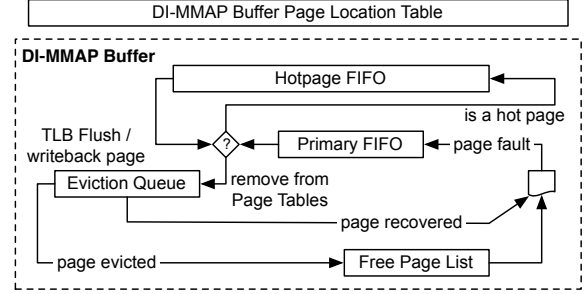 DI-MMAP Buffer Page Location Table
DI-MMAP Buffer
Hotpage FIFO
is a hot page
TLB Flush /
writeback page
?
Primary FIFO
page fault
Eviction Queue
remove from
Page Tables
page recovered
page evicted
Free Page List